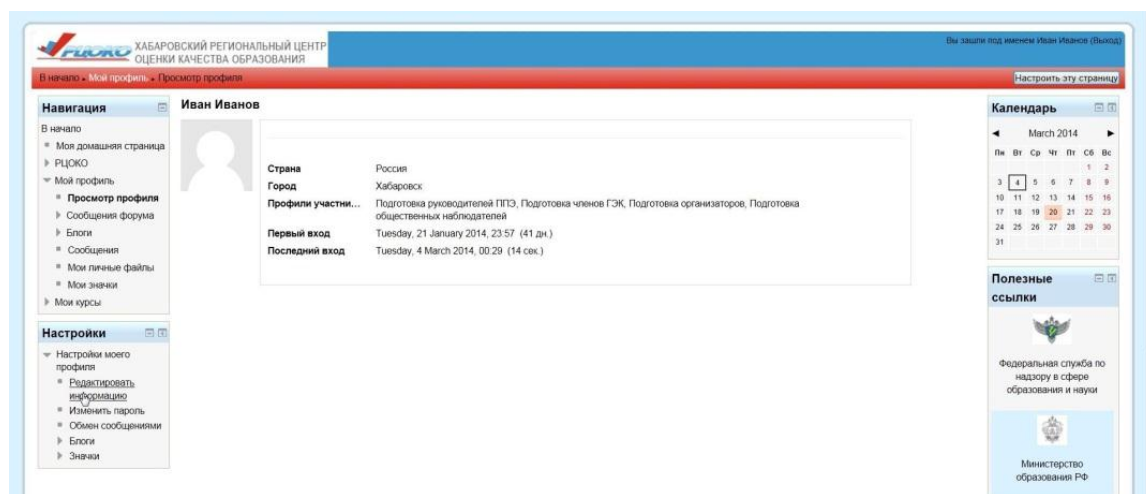 РЦОКО
ХАБАРОВСКИЙ РЕГИОНАЛЬНЫЙ ЦЕНТР
ОЦЕНКИ КАЧЕСТВА ОБРАЗОВАНИЯ
Вы зашли под именем Иван Иванов (Выход)
В начало Мой профиль Просмотр профиля
Настроить эту страницу
Навигация
В начало
Моя домашняя страница
РЦОКО
Мой профиль
Просмотр профиля
Сообщения форума
Блоги
Сообщения
Мои личные файлы
Мои значки
Мои курсы
Настройки
Настройки моего
профиля
Редактировать
информацию
Изменить пароль
Обмен сообщениями
Блоги
Значки
Иван Иванов
Страна Россия
Город Хабаровск
Профили участни... Подготовка руководителей ППЭ, Подготовка членов ГЭК, Подготовка организаторов, Подготовка
общественных наблюдателей
Первый вход Tuesday, 21 January 2014, 23:57 (41 дн.)
Последний вход Tuesday, 4 March 2014, 00:29 (14 сек.)
Календарь
◄ March 2014 ►
Пн Вт Ср Чт Пт Сб Вс
1 2
3 4 5 6 7 8 9
10 11 12 13 14 15 16
17 18 19 20 21 22 23
24 25 26 27 28 29 30
31
Полезные
ссылки
Федеральная служба по
надзору в сфере
образования и науки
Министерство
образования РФ